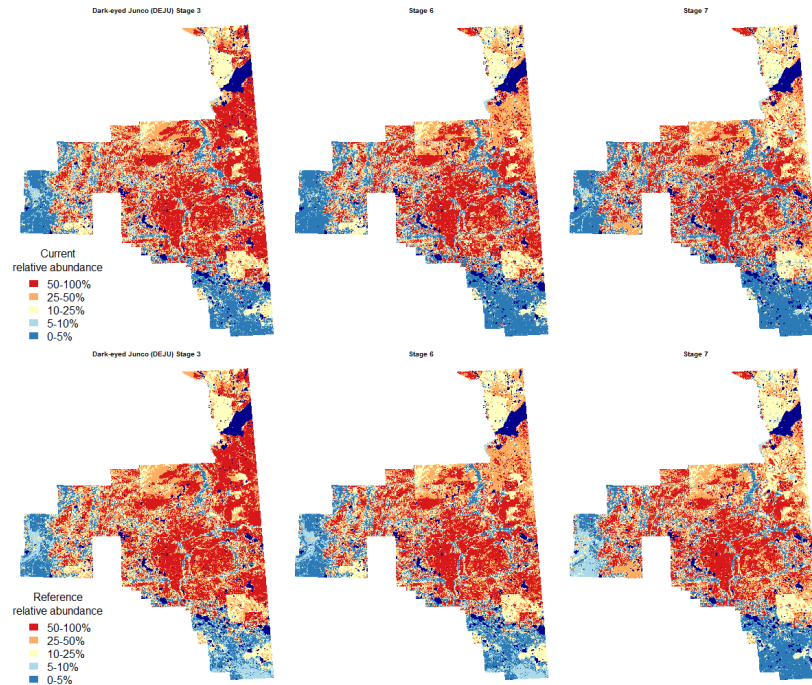 Dark-eyed Junco (DEJU) Stage 3
Stage 6
Stage 7
Current
relative abundance
50-100%
25-50%
10-25%
5-10%
0-5%
Dark-eyed Junco (DEJU) Stage 3
Stage 6
Stage 7
Reference
relative abundance
50-100%
25-50%
10-25%
5-10%
0-5%